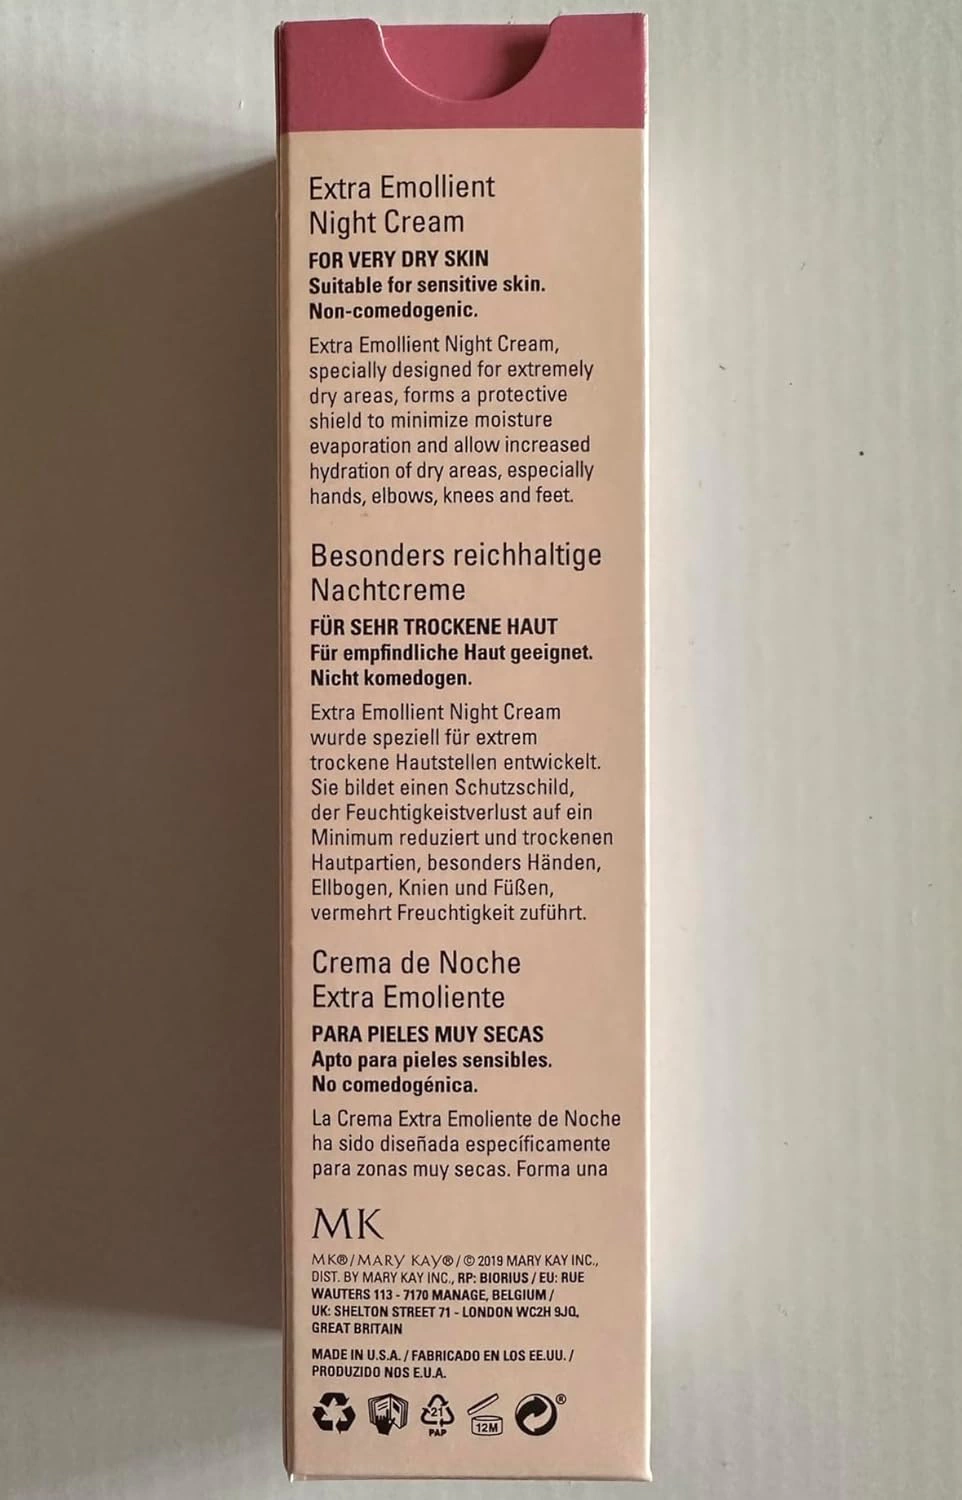 Extra Emollient
Night Cream
FOR VERY DRY SKIN
Suitable for sensitive skin.
Non-comedogenic.
Extra Emollient Night Cream,
specially designed for extremely
dry areas, forms a protective
shield to minimize moisture
evaporation and allow increased
hydration of dry areas, especially
hands, elbows, knees and feet.
Besonders reichhaltige
Nachtcreme
FÜR SEHR TROCKENE HAUT
Für empfindliche Haut geeignet.
Nicht komedogen.
Extra Emollient Night Cream
wurde speziell für extrem
trockene Hautstellen entwickelt.
Sie bildet einen Schutzschild,
der Feuchtigkeistverlust auf ein
Minimum reduziert und trockenen
Hautpartien, besonders Händen,
Ellbogen, Knien und Füßen,
vermehrt Freuchtigkeit zuführt.
Crema de Noche
Extra Emoliente
PARA PIELES MUY SECAS
Apto para pieles sensibles.
No comedogénica.
La Crema Extra Emoliente de Noche
ha sido diseñada específicamente
para zonas muy secas. Forma una
MK
MK®/MARY KAY®/© 2019 MARY KAY INC.,
DIST. BY MARY KAY INC., RP: BIORIUS / EU: RUE
WAUTERS 113 - 7170 MANAGE, BELGIUM /
UK: SHELTON STREET 71 - LONDON WC2H 9JQ,
GREAT BRITAIN
MADE IN U.S.A. / FABRICADO EN LOS EE.UU. /
PRODUZIDO NOS E.U.A.
21 PAP 12M ®